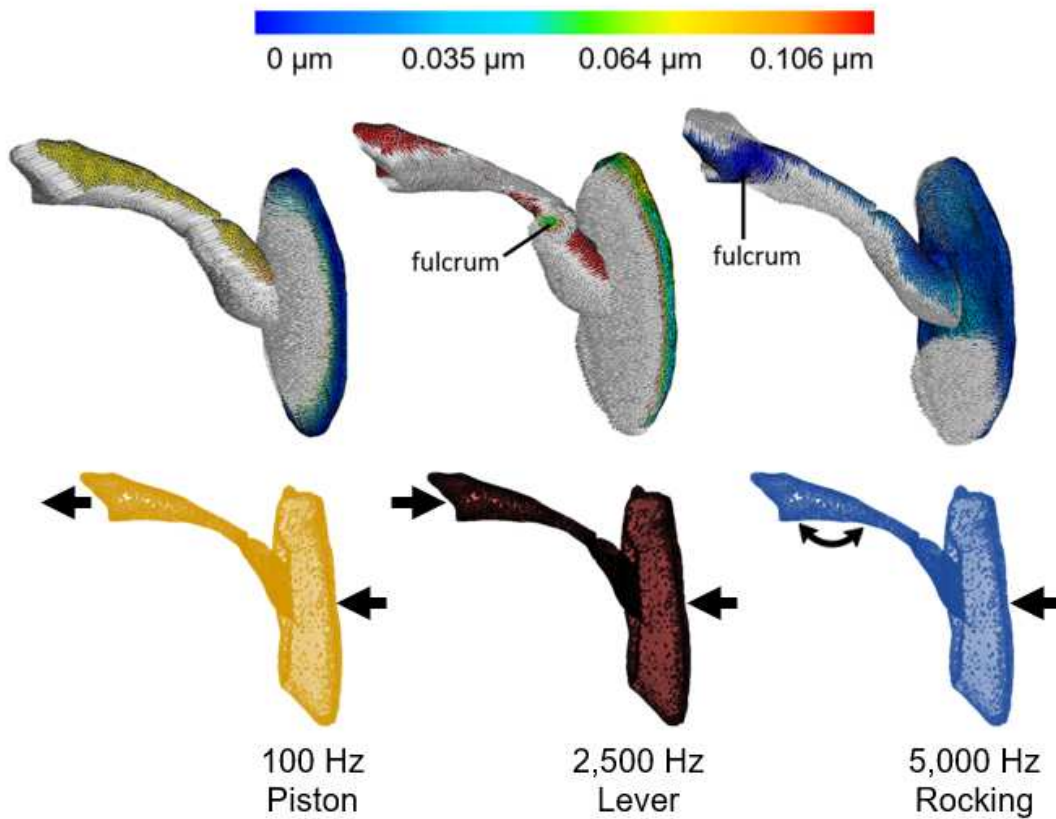 0 µm 0.035 µm 0.064 µm 0.106 µm
fulcrum
fulcrum
100 Hz
Piston
2,500 Hz
Lever
5,000 Hz
Rocking